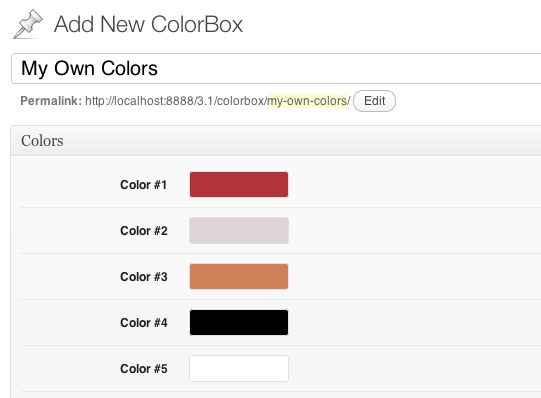 Add New ColorBox
My Own Colors
Permalink: http://localhost:8888/3.1/colorbox/my-own-colors/ Edit
Colors
Color #1
Color #2
Color #3
Color #4
Color #5